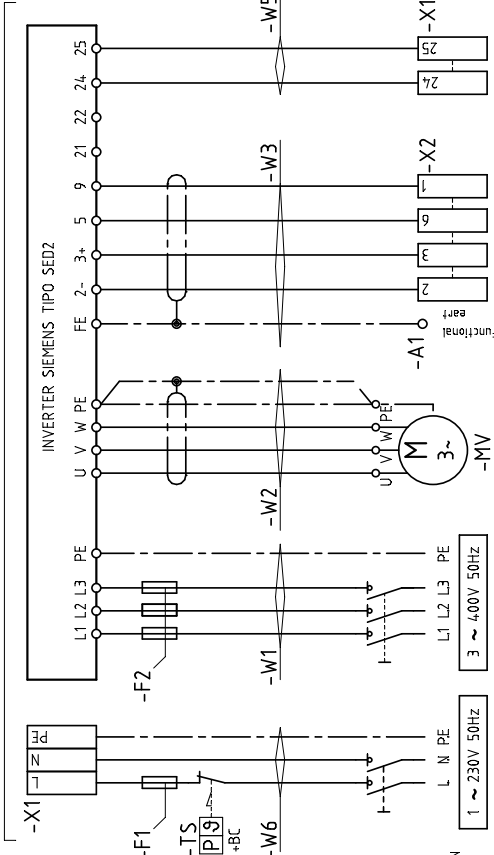 -W5
-X1
25
24
22
21
9
5
3+
2-
FE
PE
W
V
U
PE
L3
L2
L1
INVERTER SIEMENS TIPO SED2
25
24
-W3
-X2
1
6
3
2
Functional
eart
-A1
-W2
U V W PE
M
3~
-MV
-F2
-W1
L1 L2 L3 PE
3 ~ 400V 50Hz
-X1
PE
N
L
-F1
-TS
P ϑ
+BC
-W6
L N PE
1 ~ 230V 50Hz